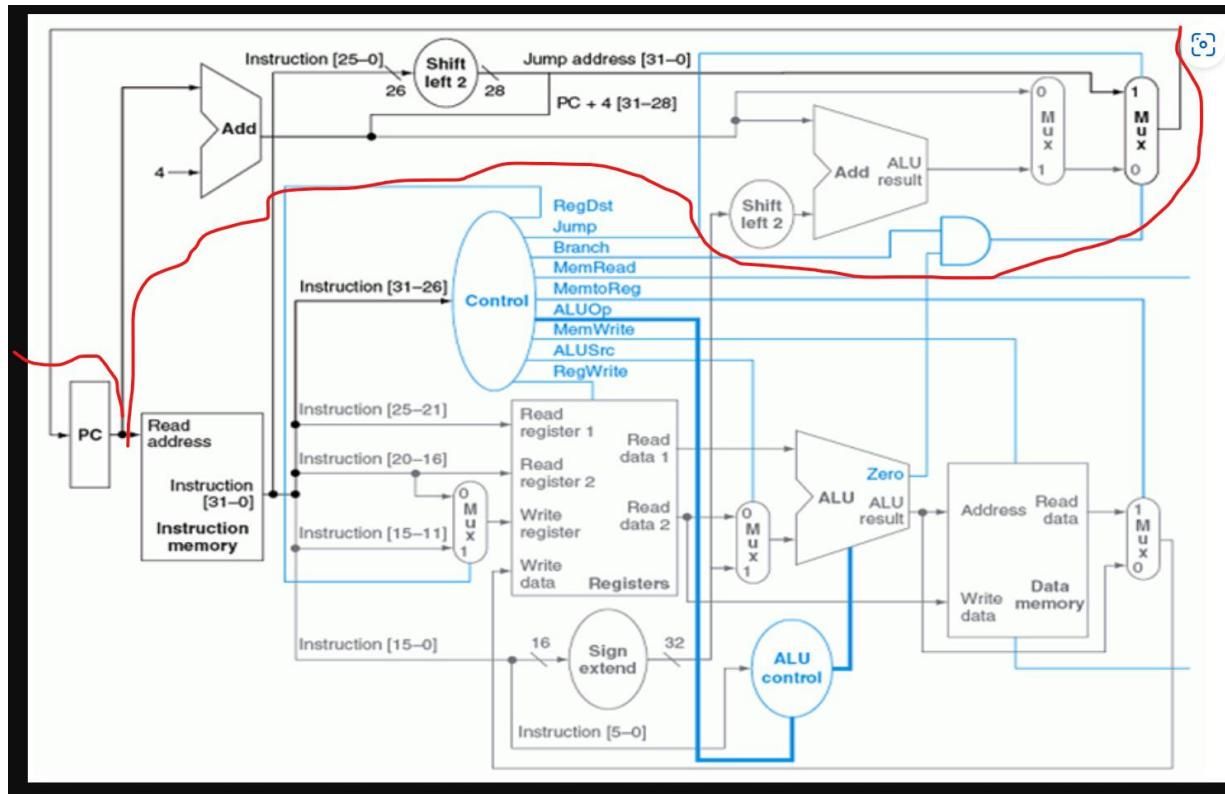 Instruction [25–0]
Shift
left 2
Jump address [31–0]
26
28
PC + 4 [31–28]
Add
4
0
M
u
x
1
1
M
u
x
0
Add
ALU
result
Shift
left 2
RegDst
Jump
Branch
MemRead
MemtoReg
ALUOp
MemWrite
ALUSrc
RegWrite
Instruction [31–26]
Control
PC
Read
address
Instruction
[31–0]
Instruction
memory
Instruction [25–21]
Instruction [20–16]
Instruction [15–11]
0
M
u
x
1
Read
register 1
Read
register 2
Write
register
Write
data
Read
data 1
Read
data 2
Registers
0
M
u
x
1
Zero
ALU
ALU
result
Address
Read
data
Write
data
Data
memory
1
M
u
x
0
Instruction [15–0]
16
Sign
extend
32
ALU
control
Instruction [5–0]